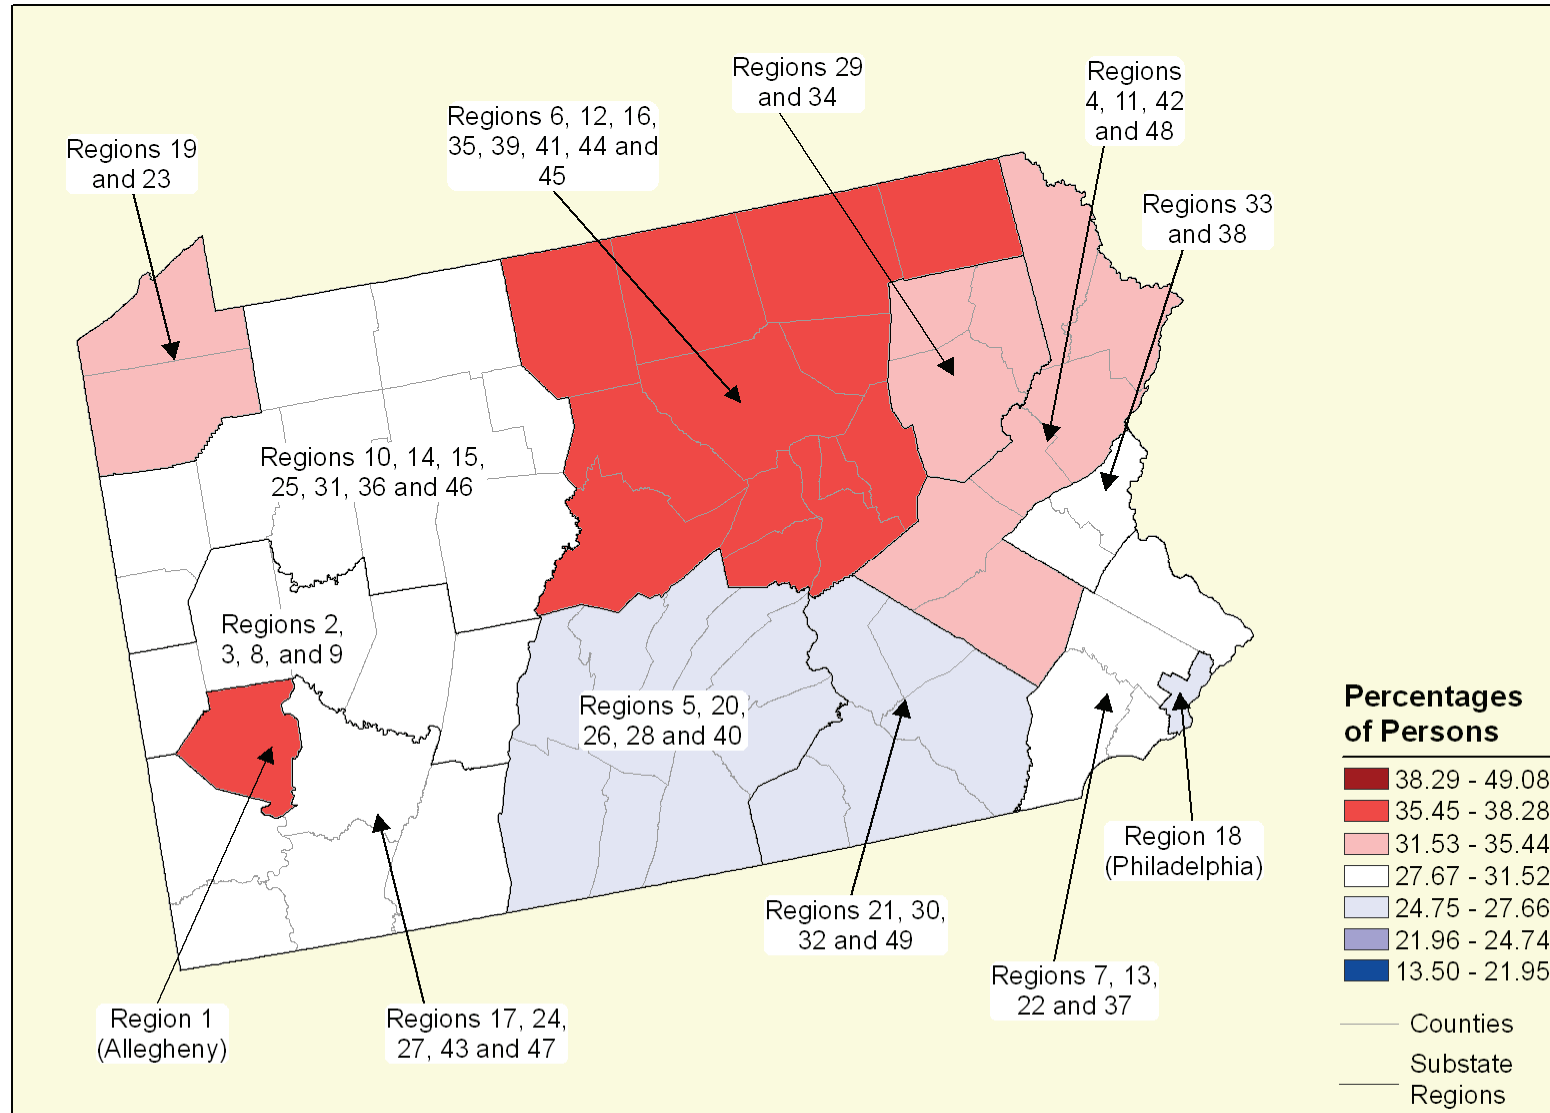 Regions 29
and 34
Regions
4, 11, 42
and 48
Regions 6, 12, 16,
35, 39, 41, 44 and
45
Regions 19
and 23
Regions 33
and 38
Regions 10, 14, 15,
25, 31, 36 and 46
Regions 2,
3, 8, and 9
Regions 5, 20,
26, 28 and 40
Percentages
of Persons
38.29 - 49.08
35.45 - 38.28
31.53 - 35.44
27.67 - 31.52
24.75 - 27.66
21.96 - 24.74
13.50 - 21.95
Counties
Substate
Regions
Region 18
(Philadelphia)
Regions 21, 30,
32 and 49
Regions 7, 13,
22 and 37
Region 1
(Allegheny)
Regions 17, 24,
27, 43 and 47